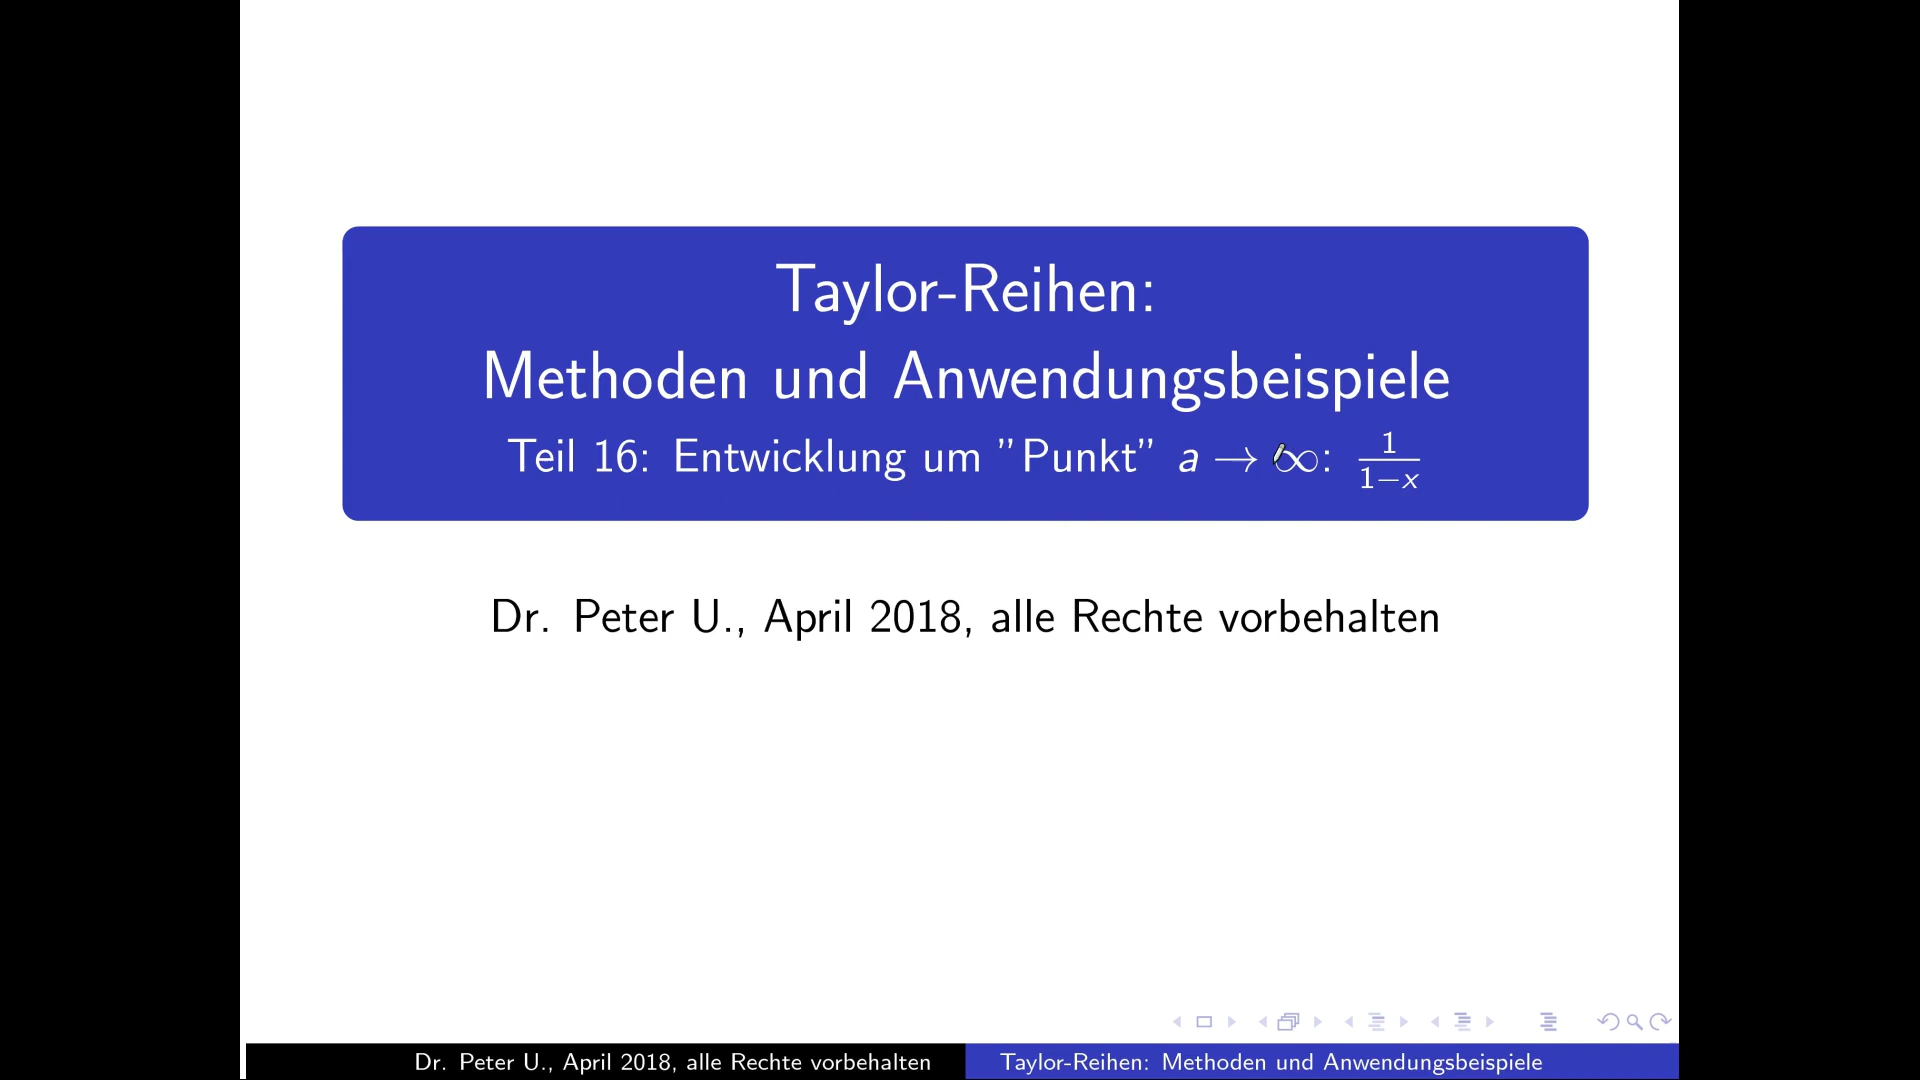 Taylor-Reihen:
Methoden und Anwendungsbeispiele
Teil 16: Entwicklung um "Punkt" a → ∞: 1/(1−x)
Dr. Peter U., April 2018, alle Rechte vorbehalten
Dr. Peter U., April 2018, alle Rechte vorbehalten
Taylor-Reihen: Methoden und Anwendungsbeispiele